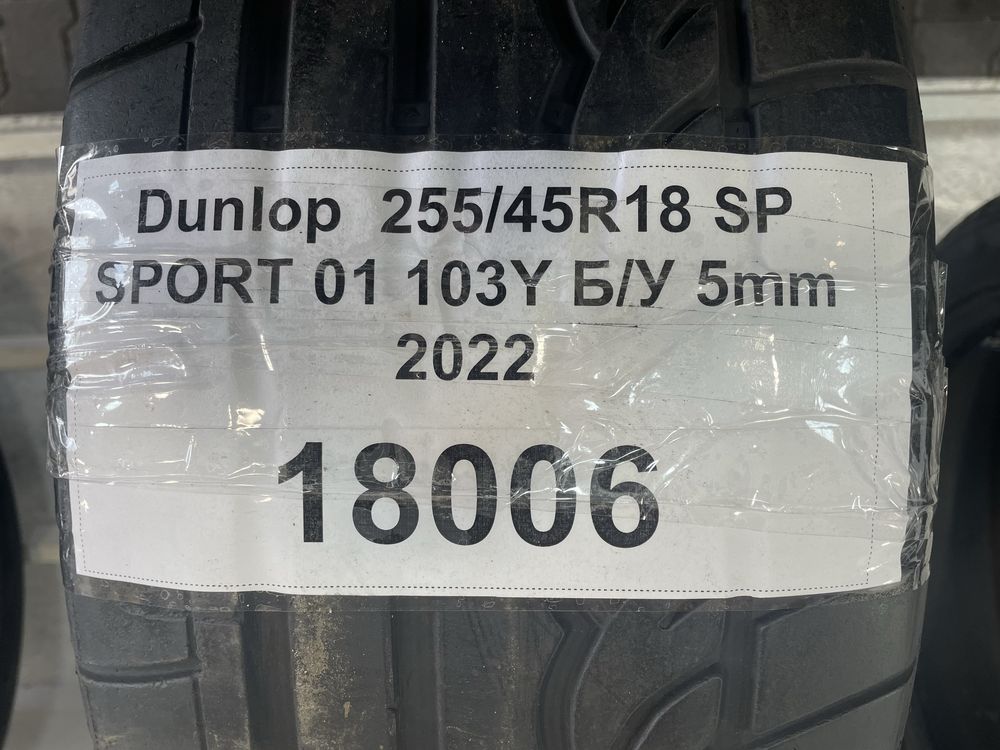 Dunlop 255/45R18 SP
SPORT 01 103Y Б/У 5mm
2022
18006